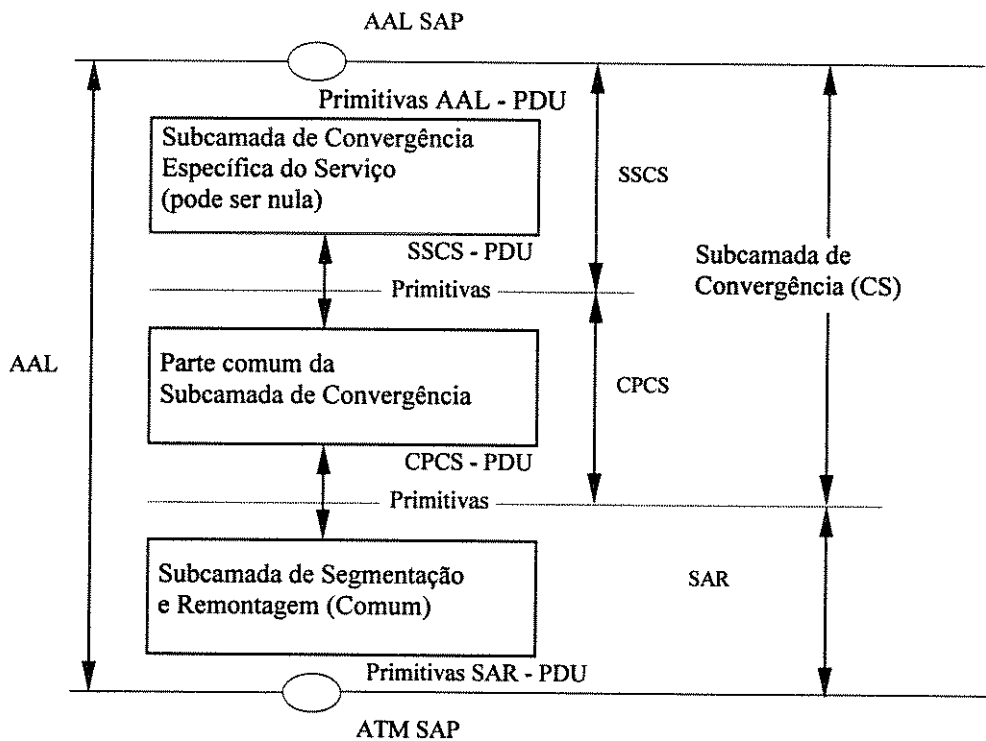 AAL SAP
Primitivas AAL - PDU
Subcamada de Convergência
Específica do Serviço
(pode ser nula)
SSCS
SSCS - PDU
Subcamada de
Convergência (CS)
Primitivas
AAL
Parte comum da
Subcamada de Convergência
CPCS
CPCS - PDU
Primitivas
Subcamada de Segmentação
e Remontagem (Comum)
SAR
Primitivas SAR - PDU
ATM SAP